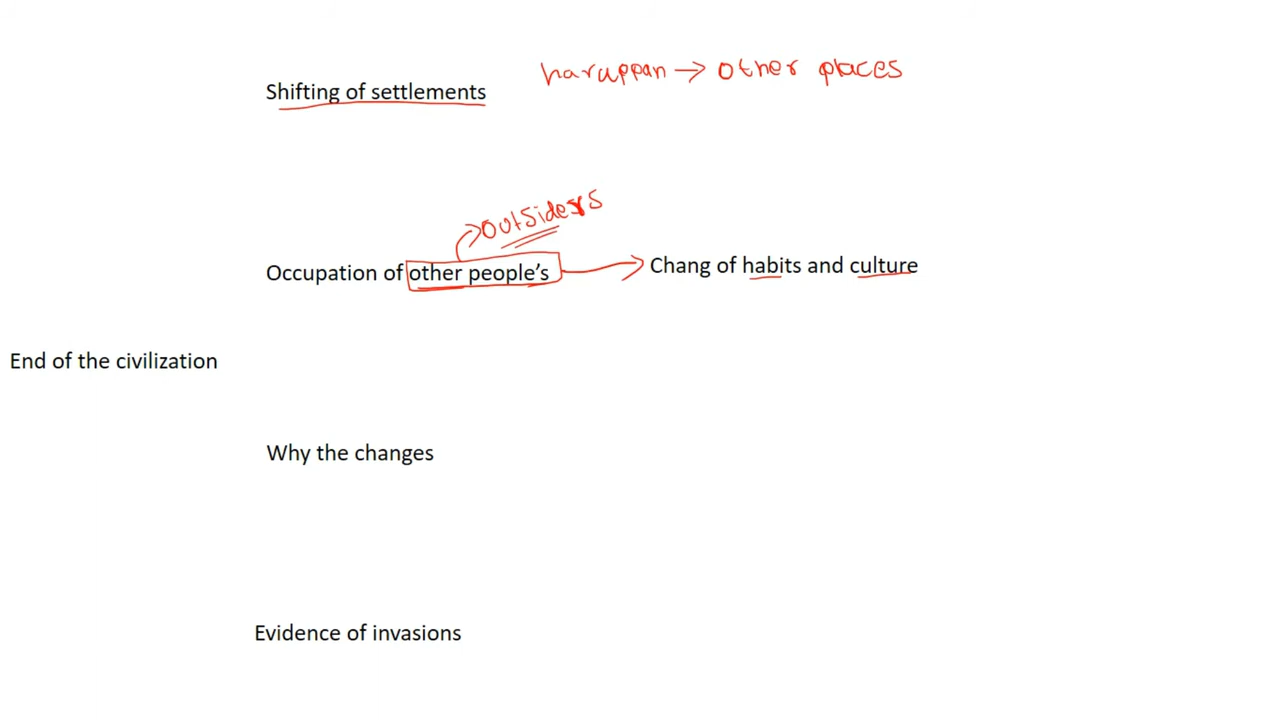 harappan → other places
Shifting of settlements
outsiders
Occupation of other people's
Chang of habits and culture
End of the civilization
Why the changes
Evidence of invasions